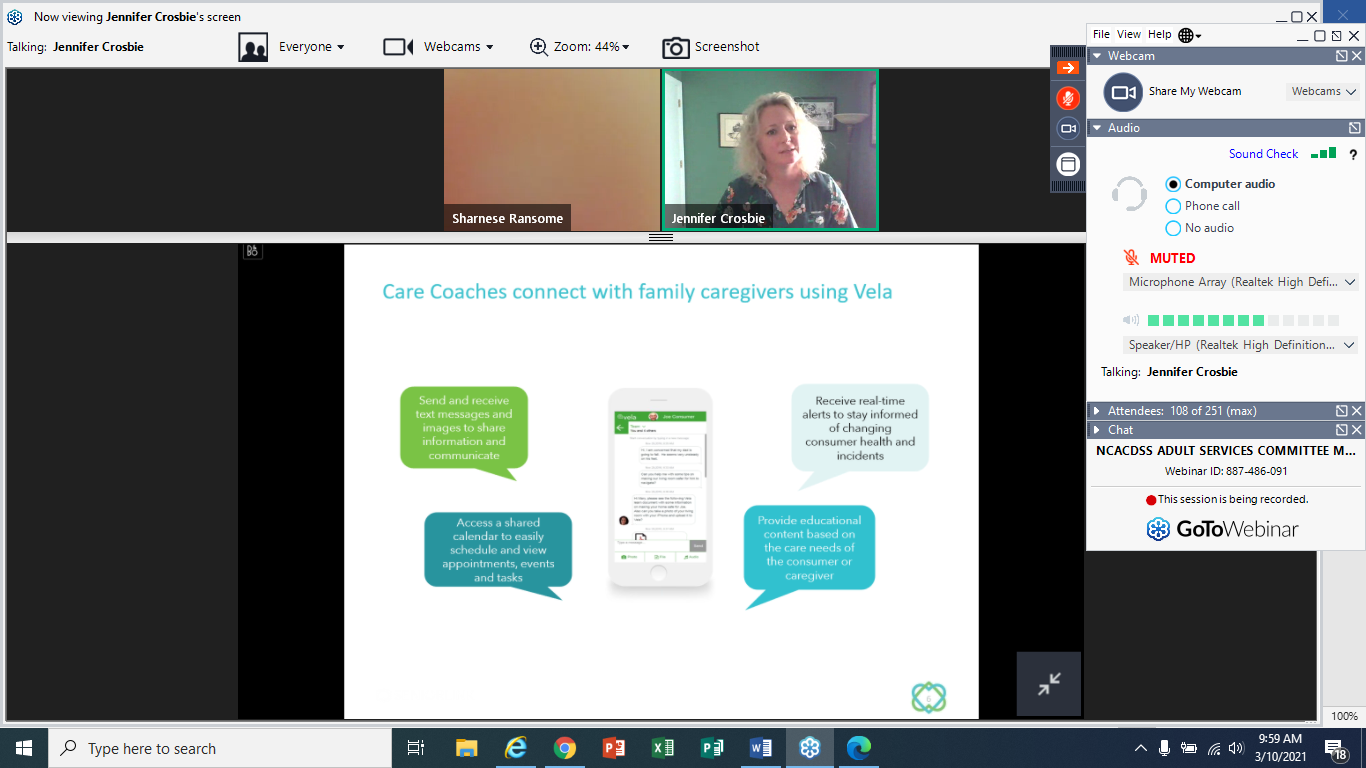 Now viewing Jennifer Crosbie's screen
Talking: Jennifer Crosbie
Everyone
Webcams
Zoom: 44%
Screenshot
Sharnese Ransome
Jennifer Crosbie
Care Coaches connect with family caregivers using Vela
Send and receive
text messages and
images to share
information and
communicate
Access a shared
calendar to easily
schedule and view
appointments, events
and tasks
vela
Joe Consumer
Receive real-time
alerts to stay informed
of changing
consumer health and
incidents
Provide educational
content based on
the care needs of
the consumer or
caregiver
6
File View Help
Webcam
Share My Webcam
Webcams
Audio
Sound Check
?
Computer audio
Phone call
No audio
MUTED
Microphone Array (Realtek High Defi...
Speaker/HP (Realtek High Definition...
Talking: Jennifer Crosbie
Attendees: 108 of 251 (max)
Chat
NCACDSS ADULT SERVICES COMMITTEE M...
Webinar ID: 887-486-091
This session is being recorded.
GoToWebinar
100%
Type here to search
9:59 AM
3/10/2021
18